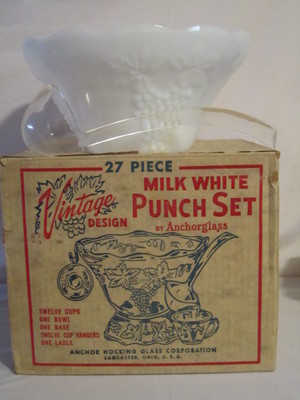 27 PIECE
Vintage
DESIGN
MILK WHITE
PUNCH SET
BY Anchorglass
TWELVE CUPS
ONE BOWL
ONE BASE
TWELVE CUP HANGERS
ONE LADLE
ANCHOR HOCKING GLASS CORPORATION
LANCASTER, OHIO, U.S.A.